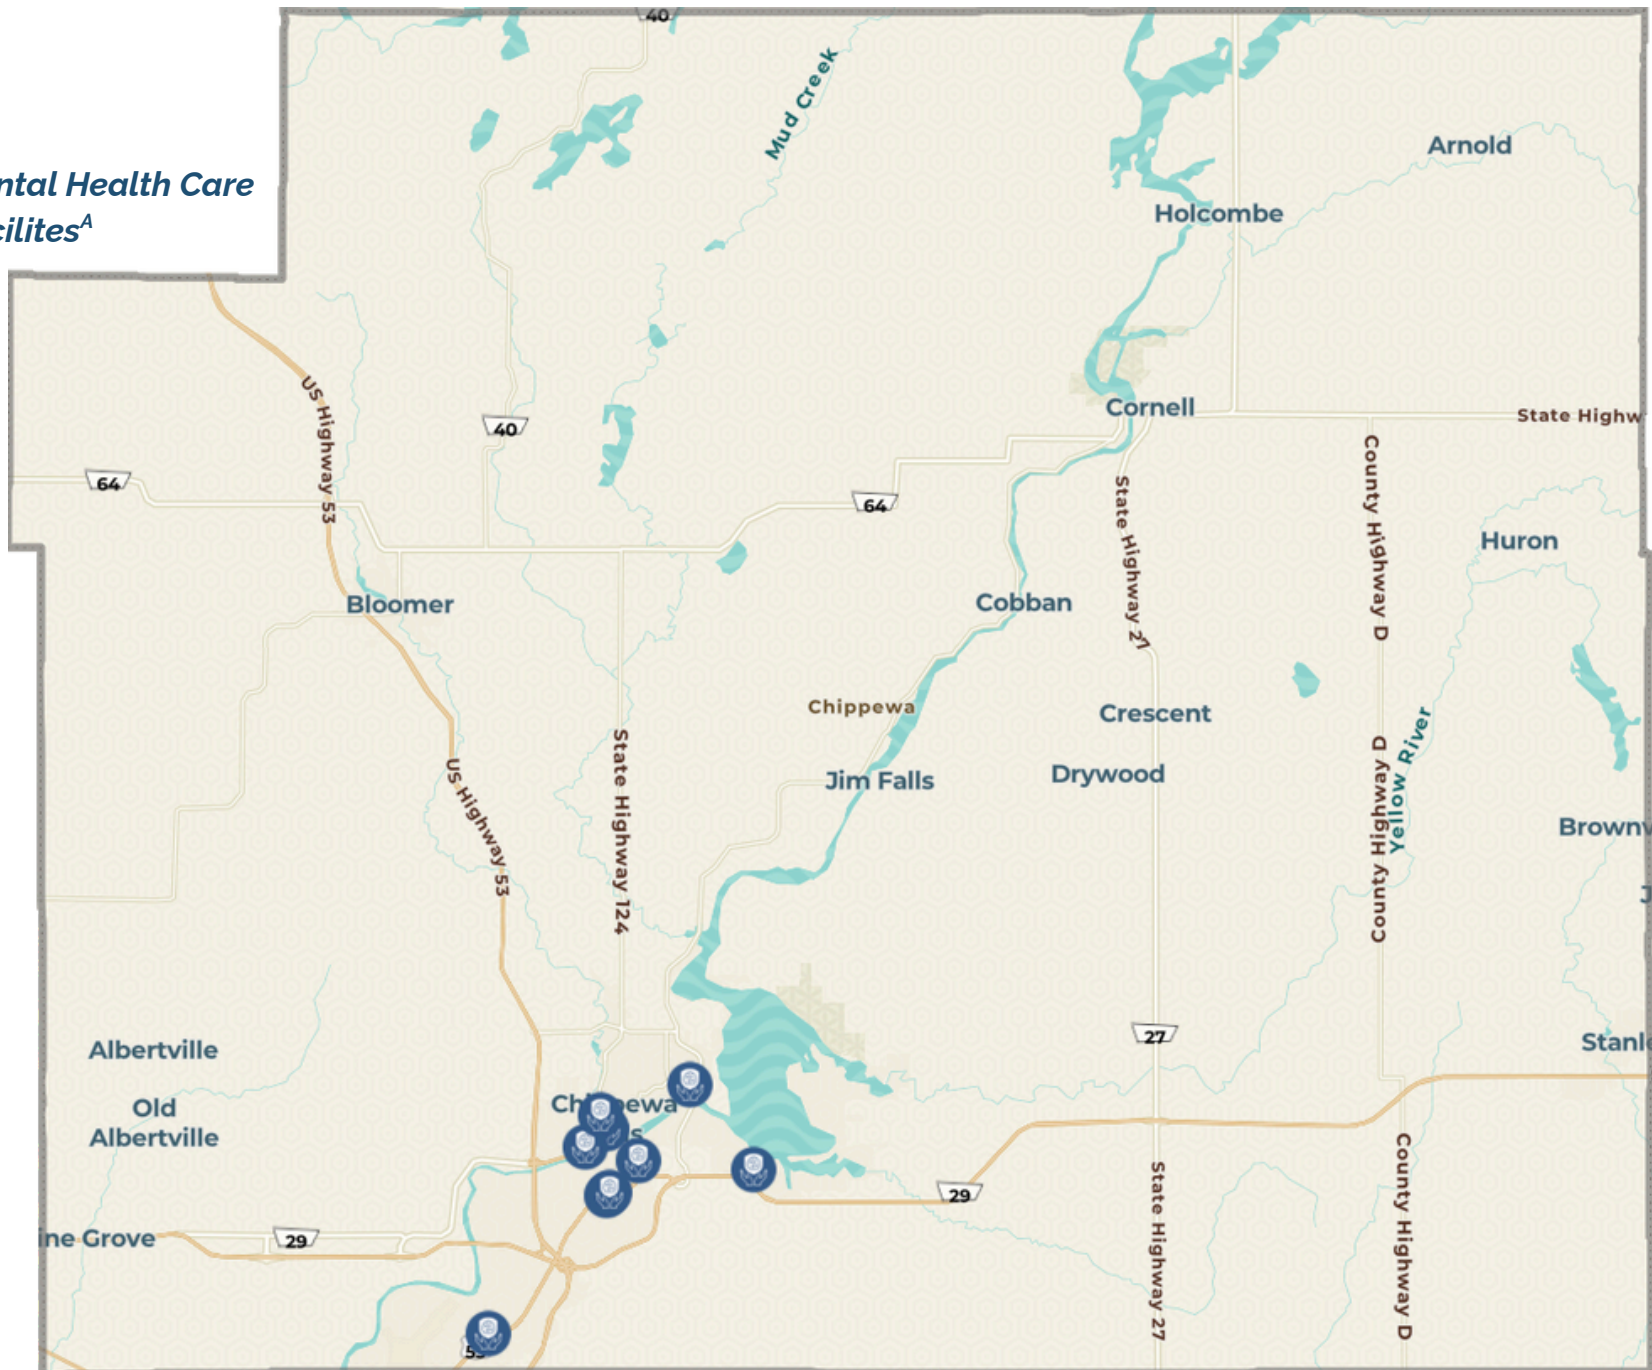 40
Mud Creek
Arnold
ntal Health Care
cilitesA
Holcombe
US Highway 53
Cornell
State Highw
40
64
64
State Highway 27
County Highway D
Huron
Bloomer
Cobban
Chippewa
Crescent
State Highway 124
US Highway 53
Jim Falls
Drywood
County Highway D
Yellow River
Brownv
J
27
Albertville
Stanle
Old
Albertville
29
State Highway 27
County Highway D
ine Grove
29